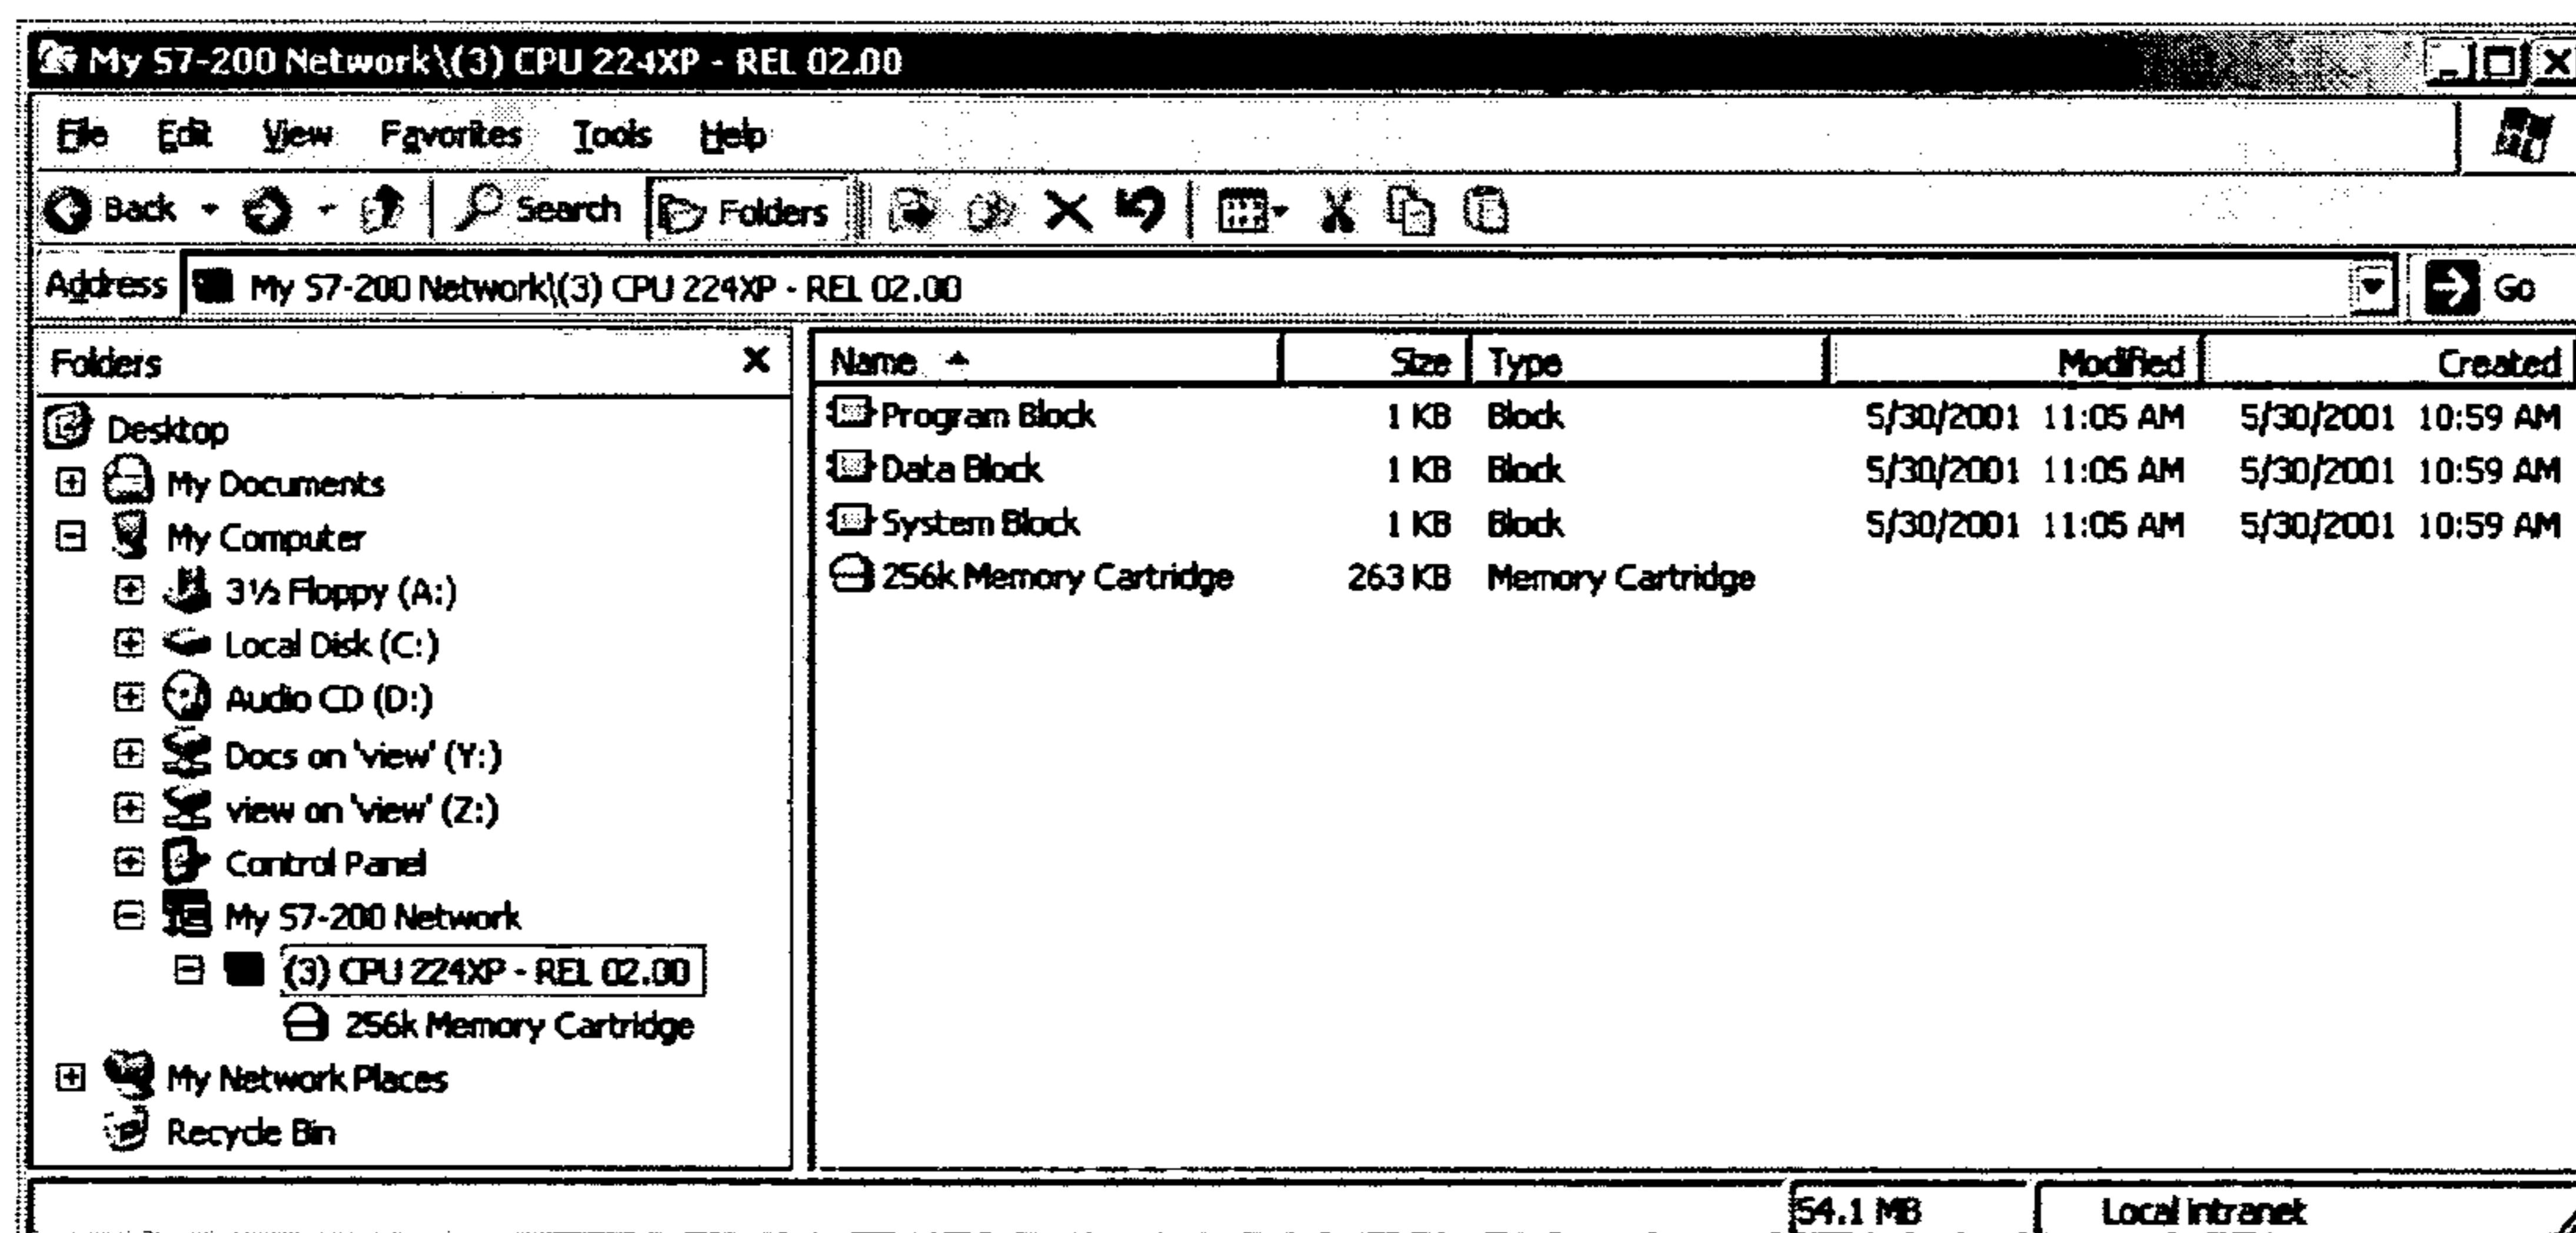 My S7-200 Network\(3) CPU 224XP - REL 02.00
File Edit View Favorites Tools Help
Back Search Folders
Address My S7-200 Network\(3) CPU 224XP - REL 02.00 Go
Folders
Name Size Type Modified Created
Desktop
My Documents
My Computer
3½ Floppy (A:)
Local Disk (C:)
Audio CD (D:)
Docs on 'view' (Y:)
view on 'view' (Z:)
Control Panel
My S7-200 Network
(3) CPU 224XP - REL 02.00
256k Memory Cartridge
My Network Places
Recycle Bin
Program Block 1 KB Block 5/30/2001 11:05 AM 5/30/2001 10:59 AM
Data Block 1 KB Block 5/30/2001 11:05 AM 5/30/2001 10:59 AM
System Block 1 KB Block 5/30/2001 11:05 AM 5/30/2001 10:59 AM
256k Memory Cartridge 263 KB Memory Cartridge
54.1 MB Local intranet